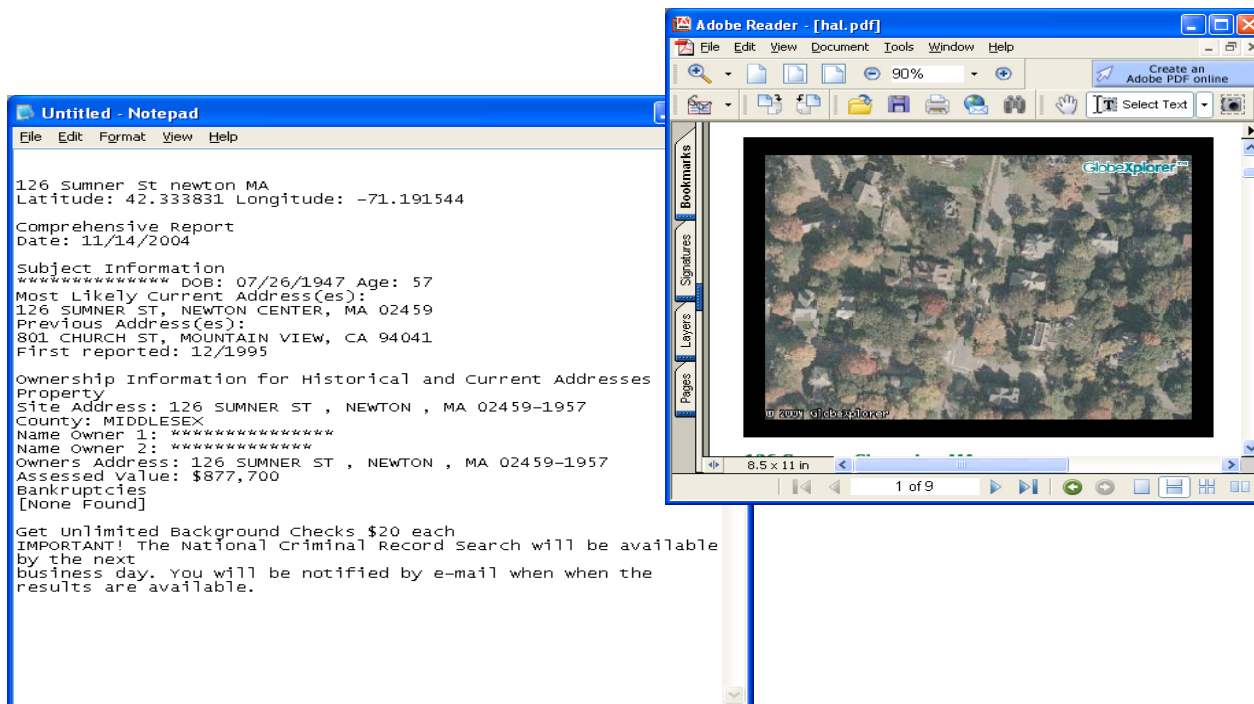 Untitled - Notepad
File Edit Format View Help
126 Sumner St newton MA
Latitude: 42.333831 Longitude: -71.191544
Comprehensive Report
Date: 11/14/2004
Subject Information
************** DOB: 07/26/1947 Age: 57
Most Likely Current Address(es):
126 SUMNER ST, NEWTON CENTER, MA 02459
Previous Address(es):
801 CHURCH ST, MOUNTAIN VIEW, CA 94041
First reported: 12/1995
Ownership Information for Historical and Current Addresses
Property
Site Address: 126 SUMNER ST , NEWTON , MA 02459-1957
County: MIDDLESEX
Name Owner 1: ***************
Name Owner 2: *************
Owners Address: 126 SUMNER ST , NEWTON , MA 02459-1957
Assessed Value: $877,700
Bankruptcies
[None Found]
Get Unlimited Background Checks $20 each
IMPORTANT! The National Criminal Record Search will be available
by the next
business day. You will be notified by e-mail when when the
results are available.
Adobe Reader - [hal.pdf]
File Edit View Document Tools Window Help
90%
Create an
Adobe PDF online
Select Text
Bookmarks
Signatures
Layers
Pages
GlobeXplorer™
© 2004 GlobeXplorer
8.5 x 11 in
1 of 9